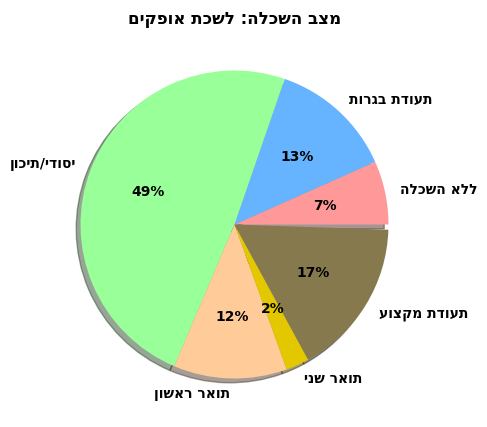 מצב השכלה: לשכת אופקים
תעודת בגרות
יסודי/תיכון
13%
49%
7%
ללא השכלה
17%
2%
12%
תעודת מקצוע
תואר שני
תואר ראשון